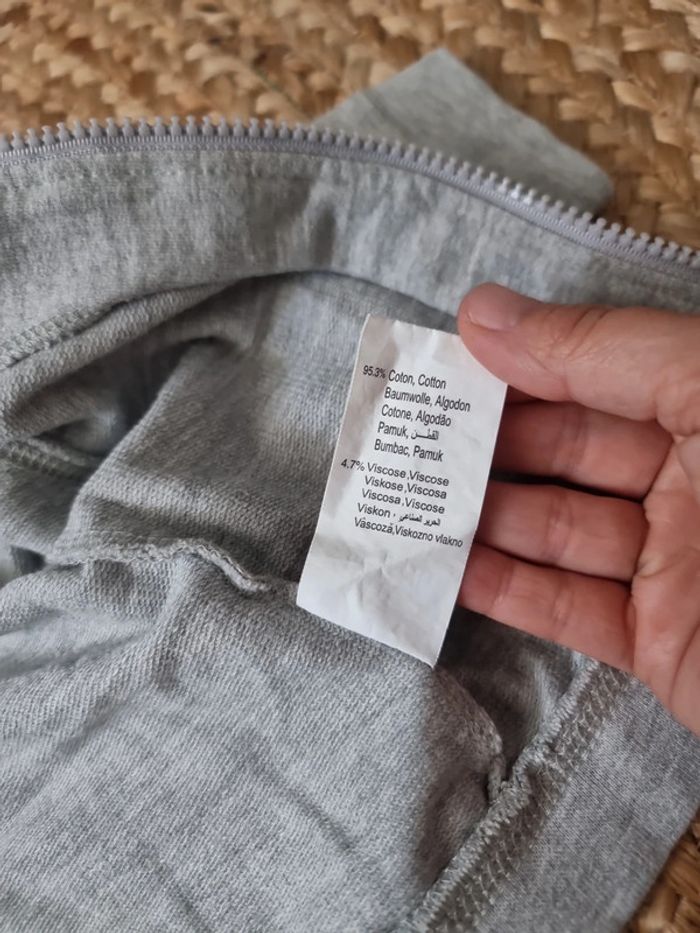 95.3% Coton, Cotton
Baumwolle, Algodon
Cotone, Algodão
Pamuk, القطــن
Bumbac, Pamuk
4.7% Viscose,Viscose
Viskose,Viscosa
Viscosa,Viscose
Viskon، الحرير الصناعي
Vâscoză,Viskozno vlakno